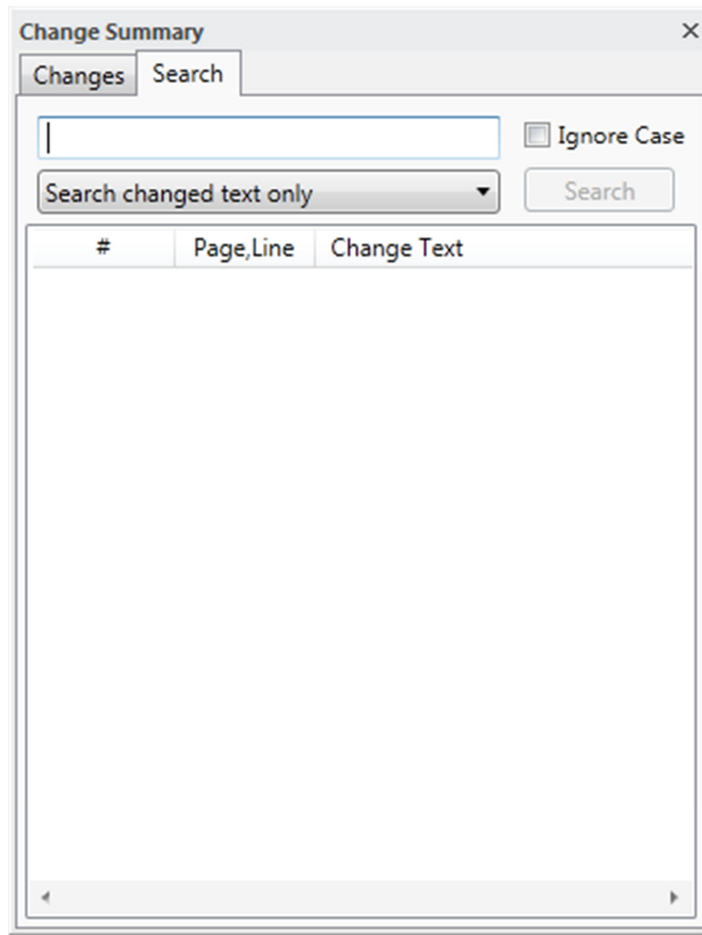 Change Summary
Changes Search
Ignore Case
Search changed text only Search
# Page,Line Change Text